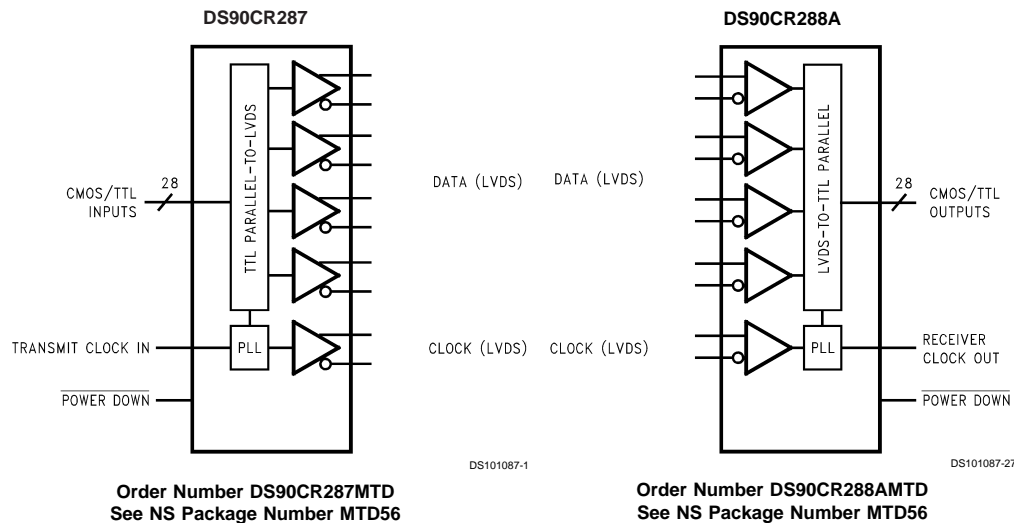 DS90CR287
TTL PARALLEL-TO-LVDS
CMOS/TTL
INPUTS
28
DATA (LVDS)
TRANSMIT CLOCK IN
PLL
CLOCK (LVDS)
POWER DOWN
DS101087-1
Order Number DS90CR287MTD
See NS Package Number MTD56
DS90CR288A
DATA (LVDS)
LVDS-TO-TTL PARALLEL
28
CMOS/TTL
OUTPUTS
CLOCK (LVDS)
PLL
RECEIVER
CLOCK OUT
POWER DOWN
DS101087-27
Order Number DS90CR288AMTD
See NS Package Number MTD56